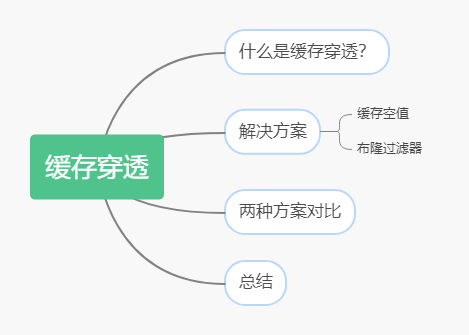 什么是缓存穿透？
解决方案
缓存空值
布隆过滤器
缓存穿透
两种方案对比
总结